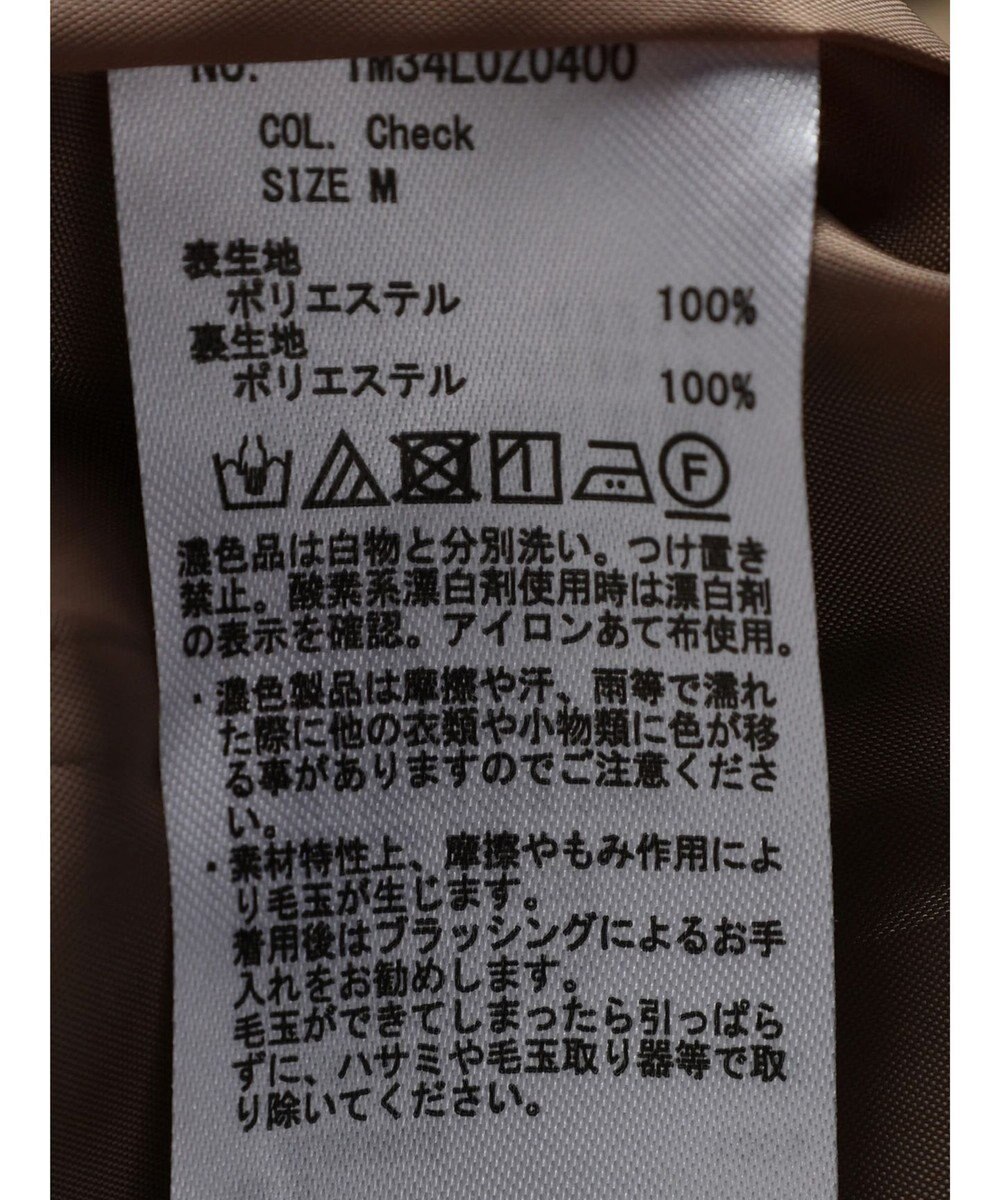 NO. TM34L0Z0400
COL. Check
SIZE M
表生地
ポリエステル 100%
裏生地
ポリエステル 100%
F
濃色品は白物と分別洗い。つけ置き
禁止。酸素系漂白剤使用時は漂白剤
の表示を確認。アイロンあて布使用。
・濃色製品は摩擦や汗、雨等で濡れ
た際に他の衣類や小物類に色が移
る事がありますのでご注意くださ
い。
・素材特性上、摩擦やもみ作用によ
り毛玉が生じます。
着用後はブラッシングによるお手
入れをお勧めします。
毛玉ができてしまったら引っぱら
ずに、ハサミや毛玉取り器等で取
り除いてください。